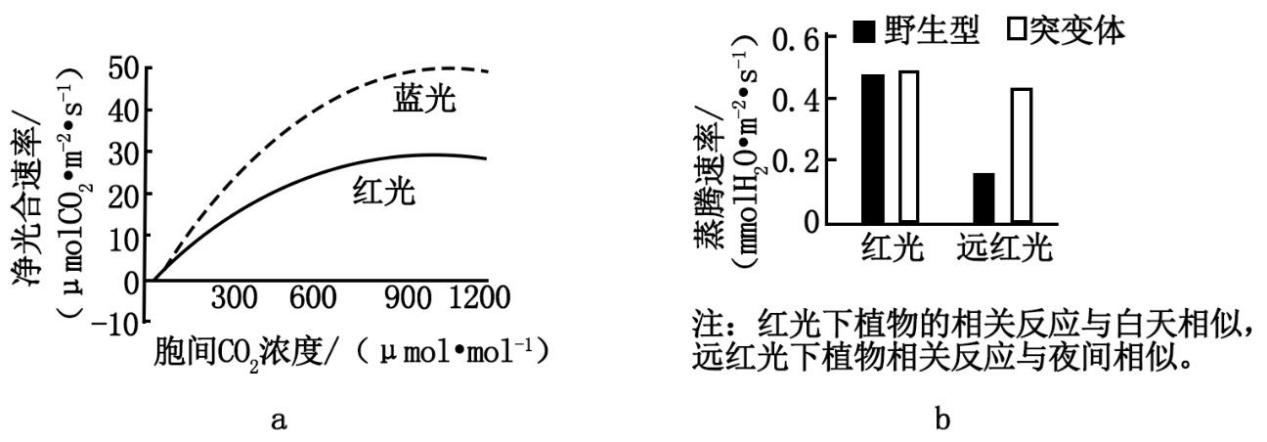 净光合速率/
(μmolCO₂•m⁻²•s⁻¹)
50
40
30
20
10
0
-10
蓝光
红光
300 600 900 1200
胞间CO₂浓度/(μmol•mol⁻¹)
a
蒸腾速率/
(mmolH₂O•m⁻²•s⁻¹)
野生型 突变体
0.6
0.4
0.2
0
红光 远红光
注：红光下植物的相关反应与白天相似，
远红光下植物相关反应与夜间相似。
b